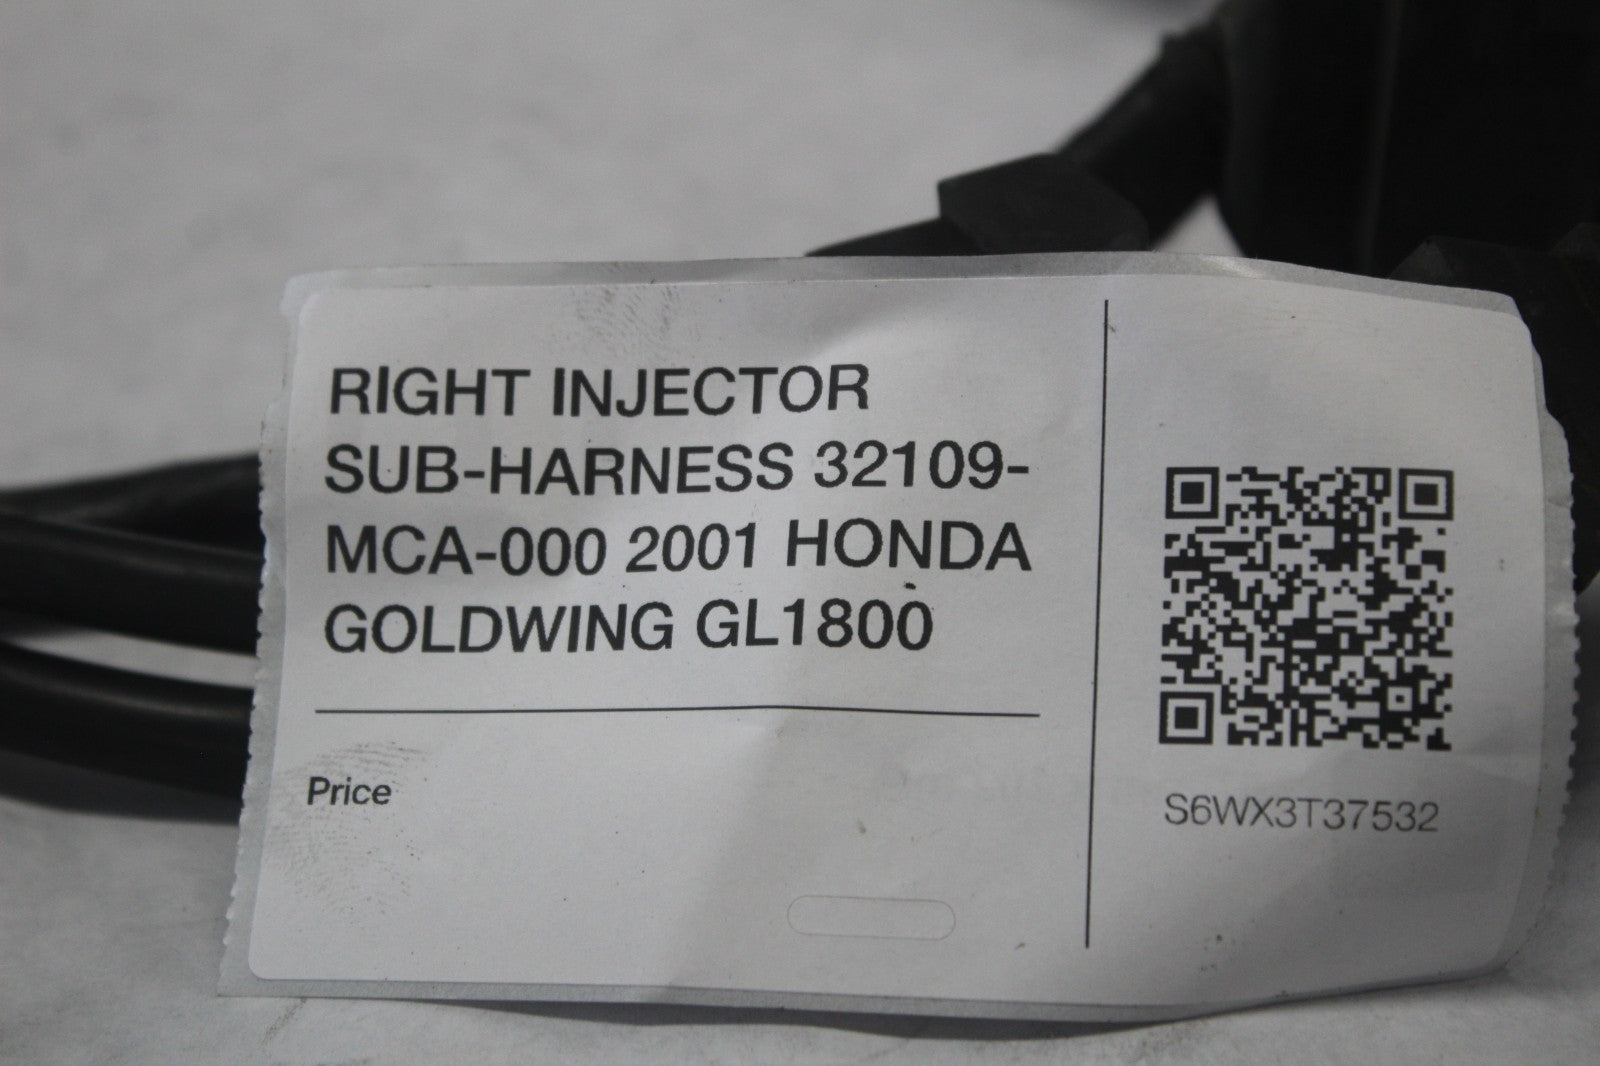 RIGHT INJECTOR
SUB-HARNESS 32109-
MCA-000 2001 HONDA
GOLDWING GL1800
Price
S6WX3T37532